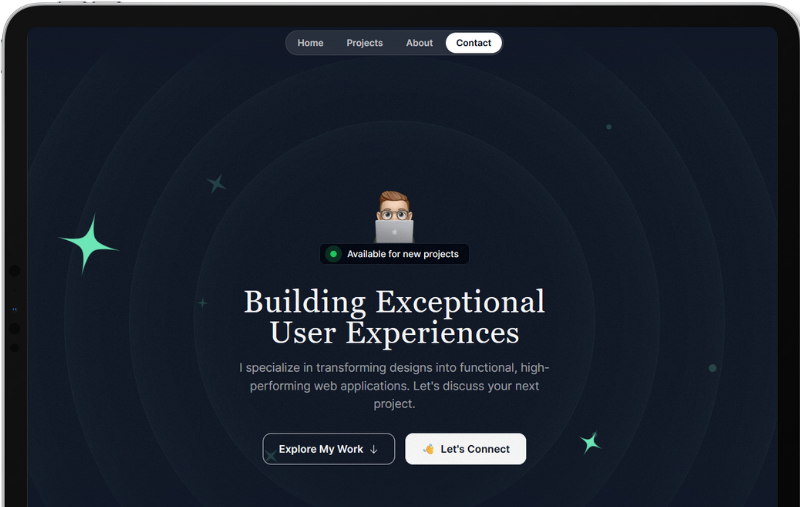 Home Projects About Contact
Available for new projects
Building Exceptional
User Experiences
I specialize in transforming designs into functional, high-
performing web applications. Let's discuss your next
project.
Explore My Work ↓ 👋 Let's Connect